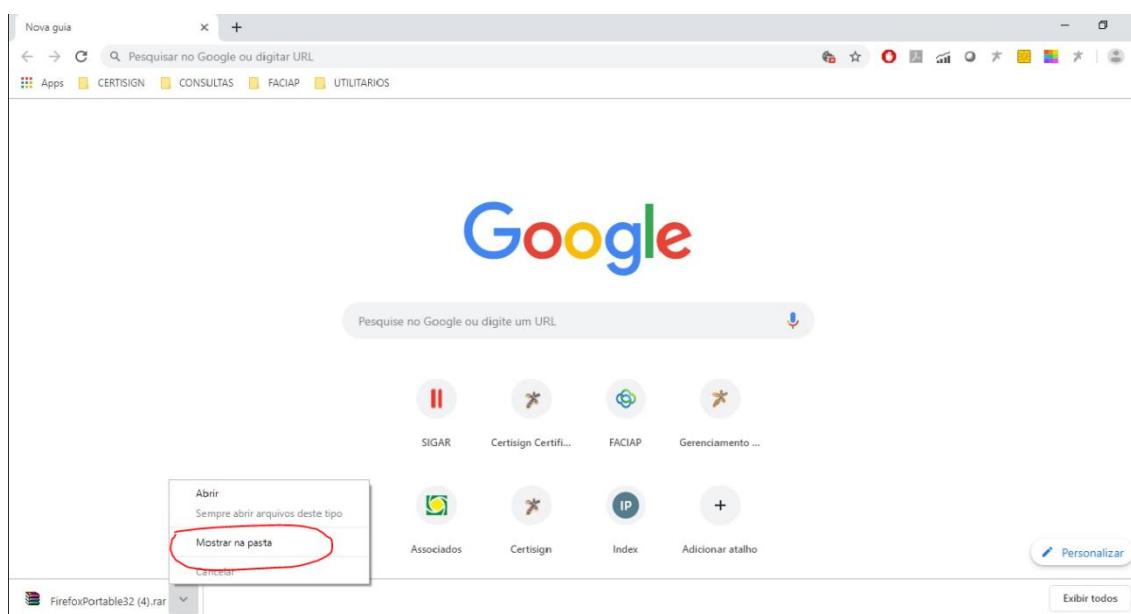 Nova guia
Pesquisar no Google ou digitar URL
Apps CERTISIGN CONSULTAS FACIAP UTILITARIOS
Google
Pesquise no Google ou digite um URL
SIGAR Certisign Certifi... FACIAP Gerenciamento ...
IP
Associados Certisign Index Adicionar atalho
Personalizar
Abrir
Sempre abrir arquivos deste tipo
Mostrar na pasta
Cancelar
FirefoxPortable32 (4).rar
Exibir todos